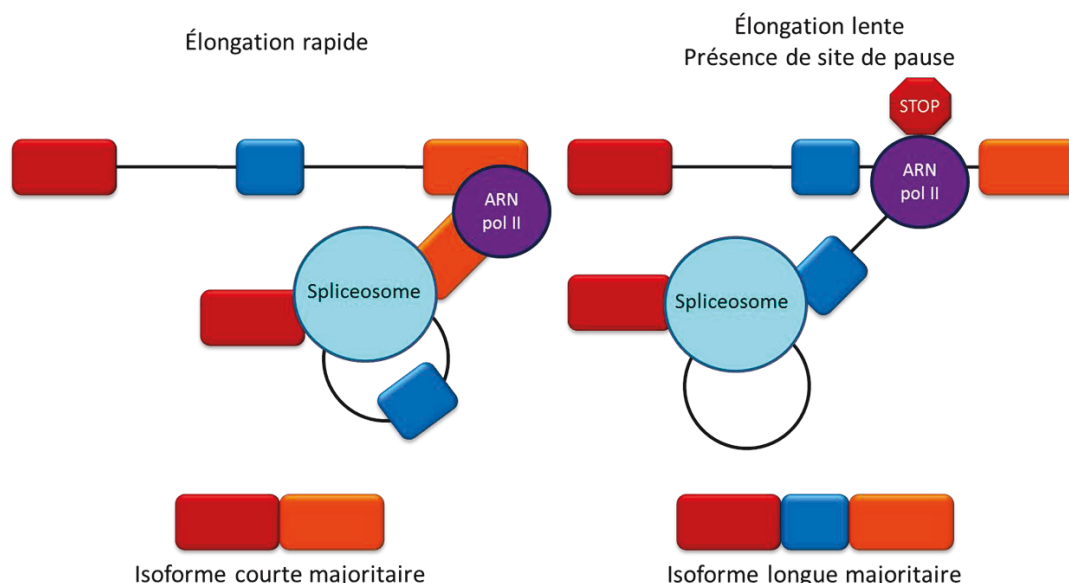 Élongation rapide
Élongation lente
Présence de site de pause
STOP
ARN
pol II
ARN
pol II
Spliceosome
Spliceosome
Isoforme courte majoritaire
Isoforme longue majoritaire